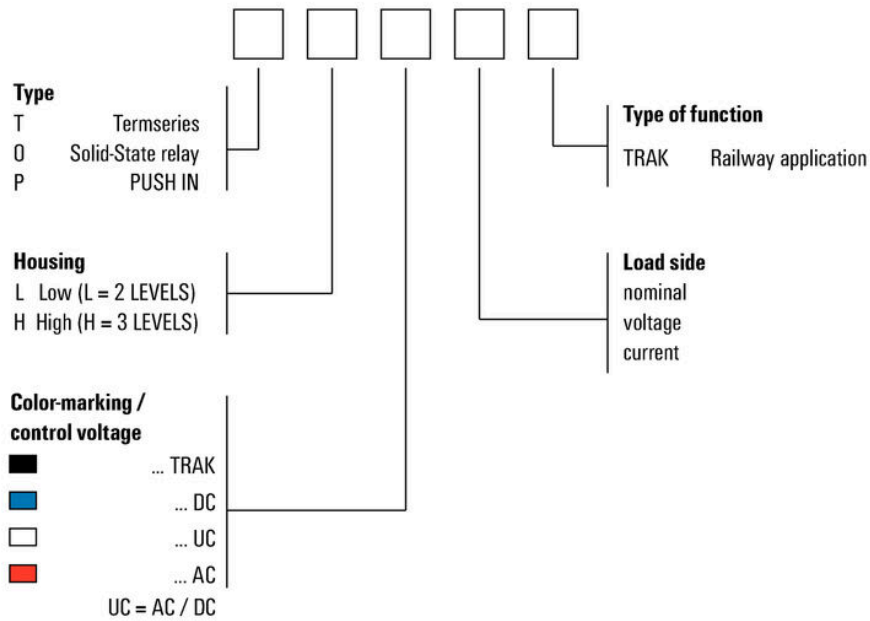 Type
T Termseries
O Solid-State relay
P PUSH IN
Type of function
TRAK Railway application
Housing
L Low (L = 2 LEVELS)
H High (H = 3 LEVELS)
Load side
nominal
voltage
current
Color-marking /
control voltage
... TRAK
... DC
... UC
... AC
UC = AC / DC